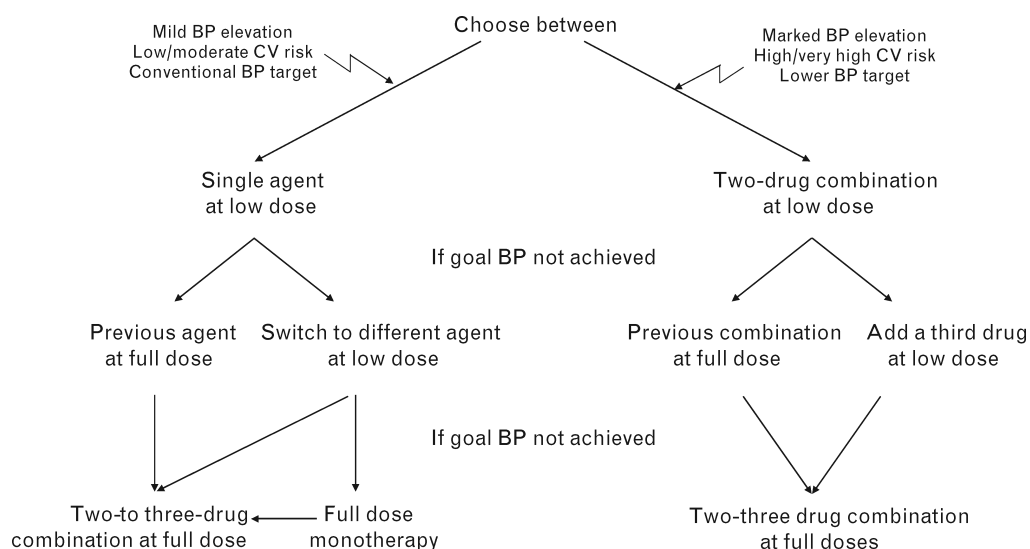 Choose between
Mild BP elevation
Low/moderate CV risk
Conventional BP target
Marked BP elevation
High/very high CV risk
Lower BP target
Single agent
at low dose
Two-drug combination
at low dose
If goal BP not achieved
Previous agent
at full dose
Switch to different agent
at low dose
Previous combination
at full dose
Add a third drug
at low dose
If goal BP not achieved
Two-to three-drug
combination at full dose
Full dose
monotherapy
Two-three drug combination
at full doses